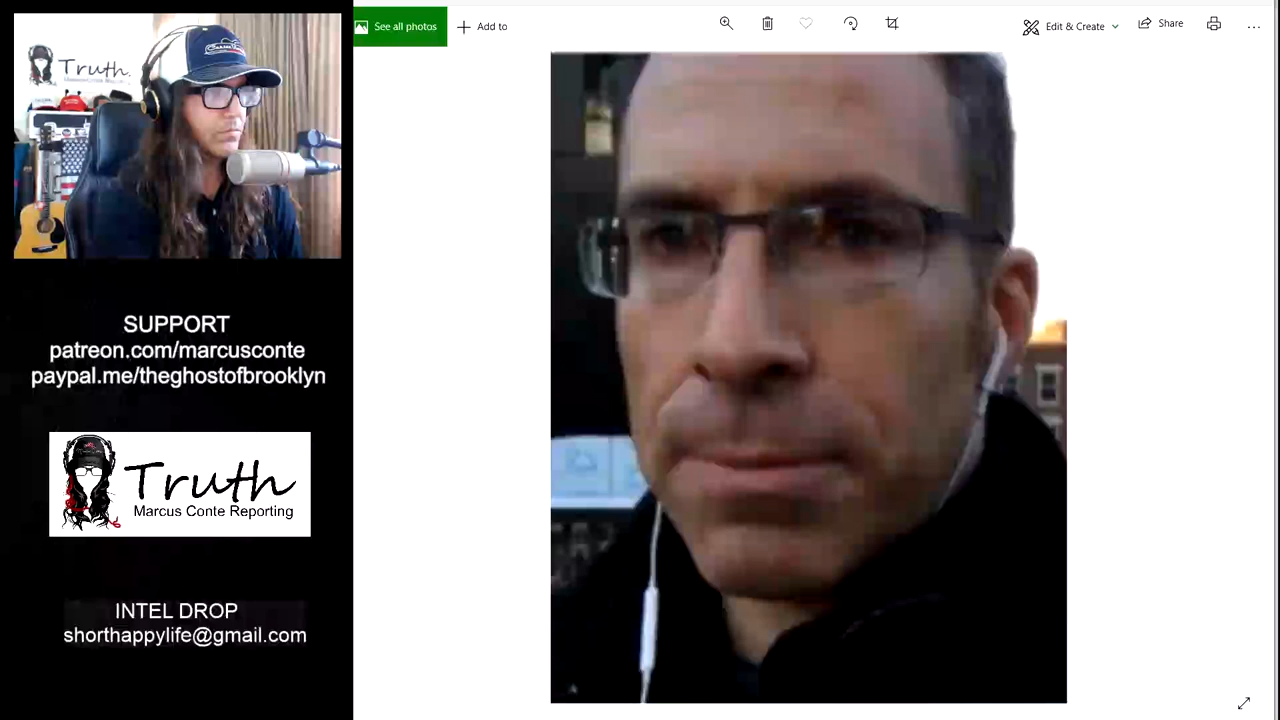 See all photos
Add to
Edit & Create
Share
Truth.
SUPPORT
patreon.com/marcusconte
paypal.me/theghostofbrooklyn
Truth
Marcus Conte Reporting
INTEL DROP
shorthappylife@gmail.com